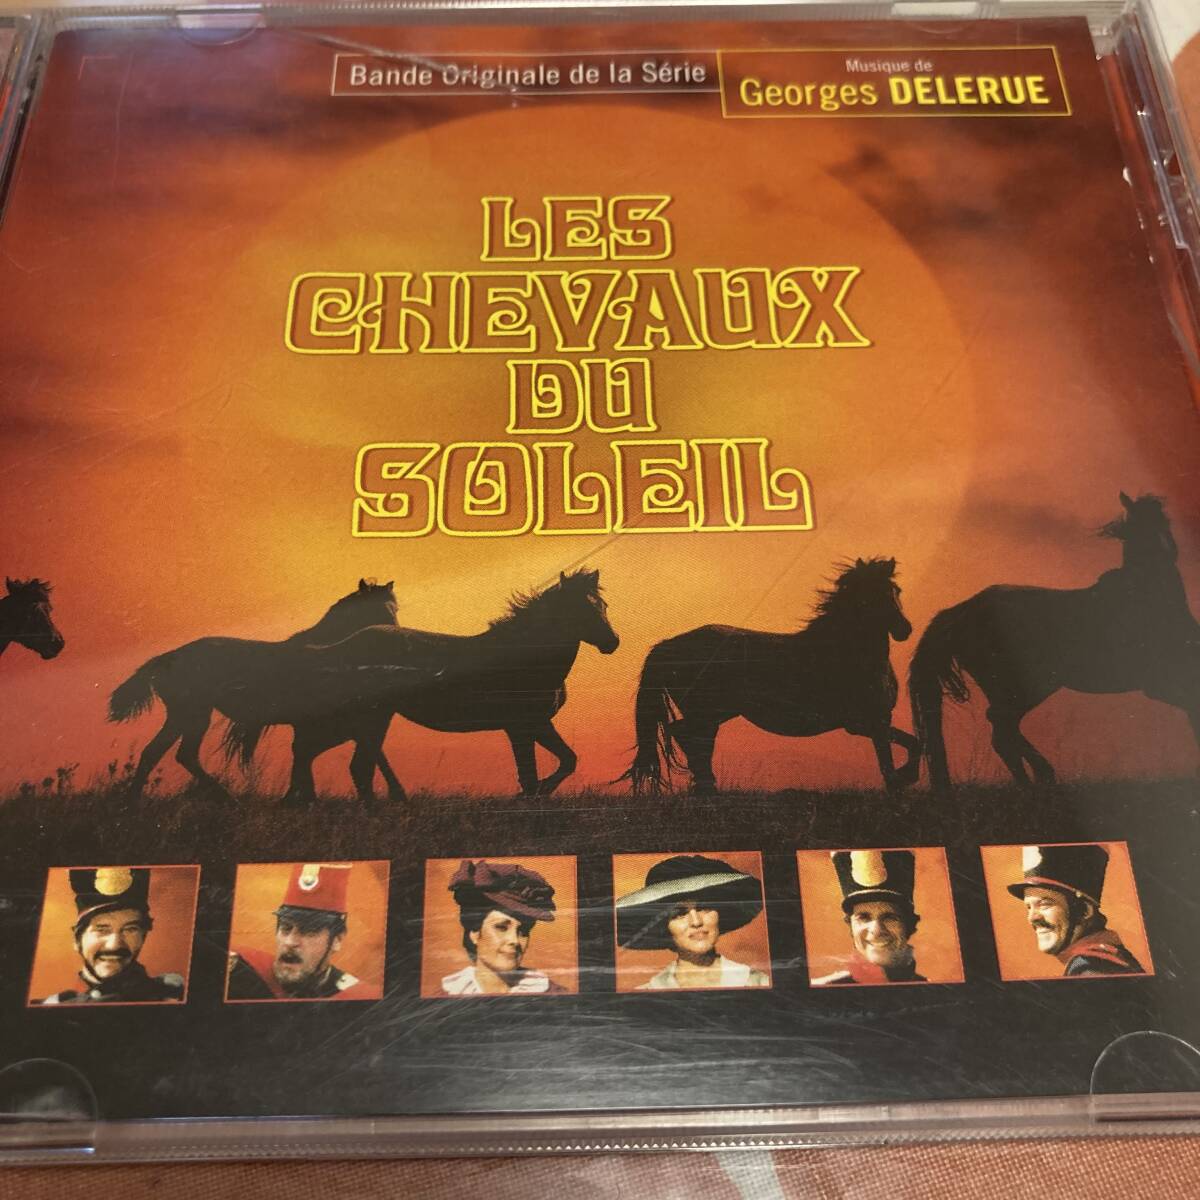 Bande Originale de la Série
Musique de
Georges DELERUE
LES
CHEVAUX
DU
SOLEIL